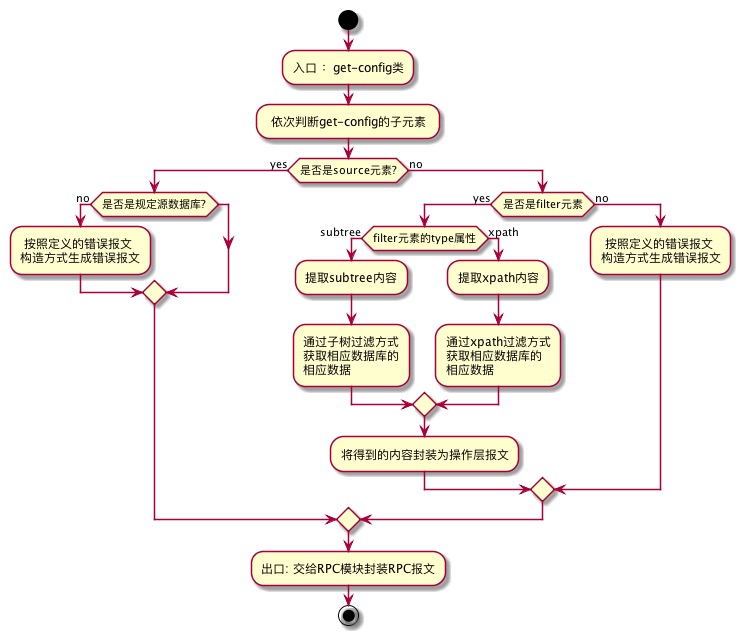 入口 ： get-config类
依次判断get-config的子元素
yes
是否是source元素?
no
no
是否是规定源数据库?
按照定义的错误报文
构造方式生成错误报文
yes
是否是filter元素
no
subtree
filter元素的type属性
xpath
提取subtree内容
提取xpath内容
通过子树过滤方式
获取相应数据库的
相应数据
通过xpath过滤方式
获取相应数据库的
相应数据
将得到的内容封装为操作层报文
按照定义的错误报文
构造方式生成错误报文
出口: 交给RPC模块封装RPC报文